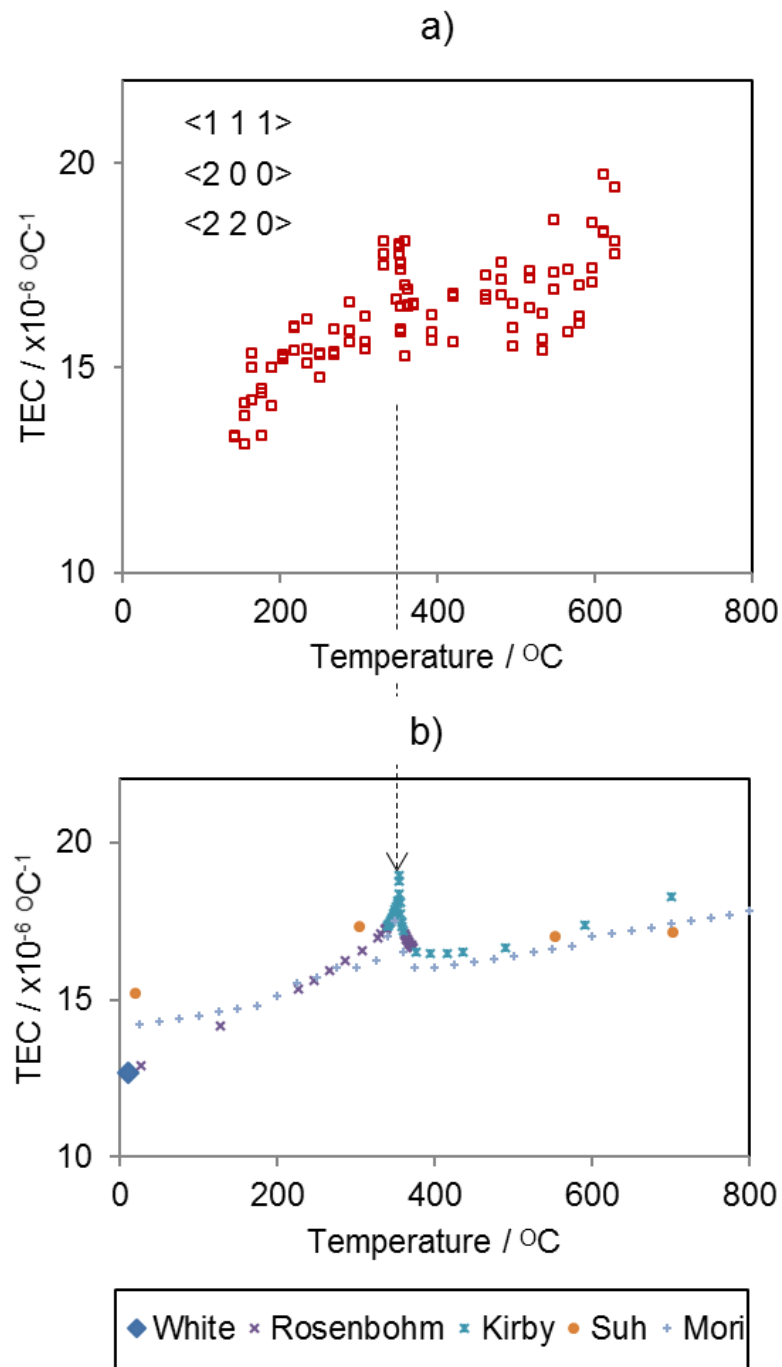 a)
<1 1 1>
<2 0 0>
<2 2 0>
20
15
10
TEC / x10⁻⁶ ᴼC⁻¹
0 200 400 600 800
Temperature / ᴼC
b)
20
15
10
TEC / x10⁻⁶ ᴼC⁻¹
0 200 400 600 800
Temperature / ᴼC
White Rosenbohm Kirby Suh Mori